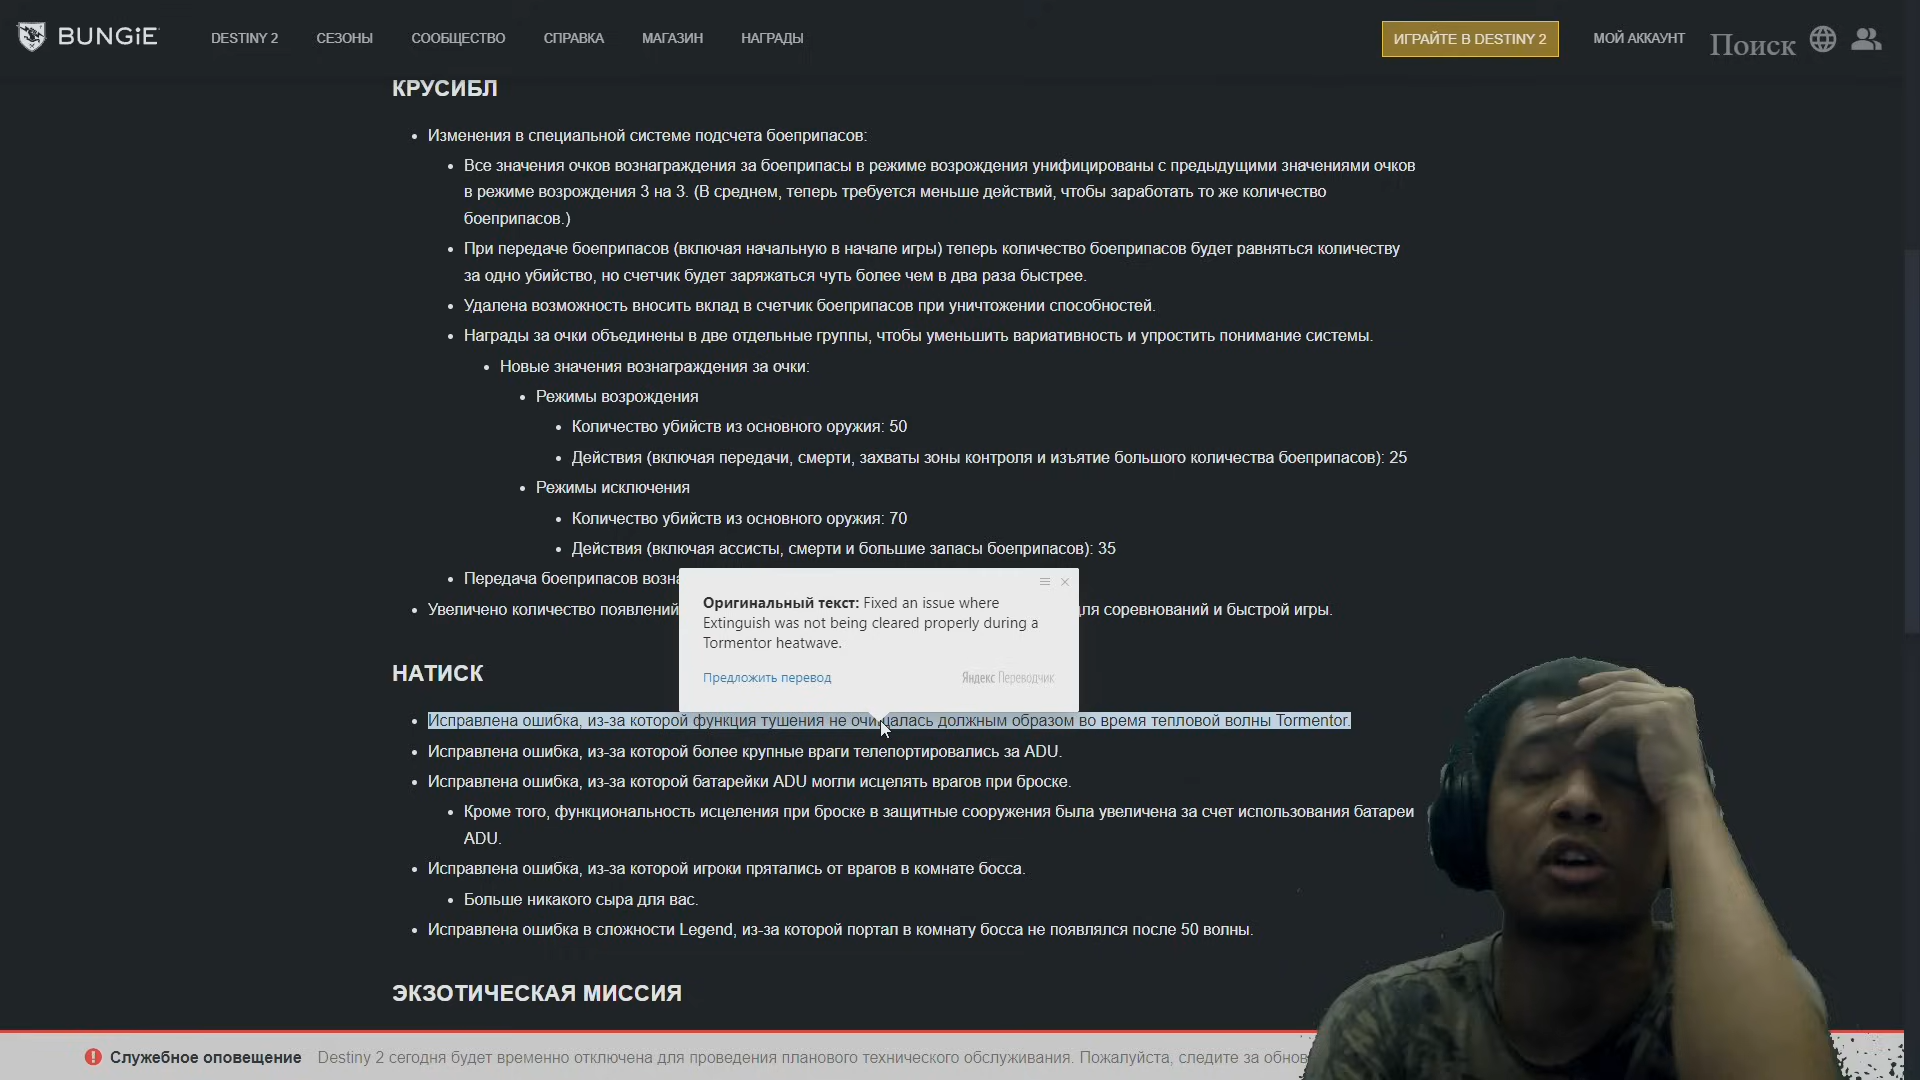 BUNGiE
DESTINY 2
СЕЗОНЫ
СООБЩЕСТВО
СПРАВКА
МАГАЗИН
НАГРАДЫ
ИГРАЙТЕ В DESTINY 2
МОЙ АККАУНТ
Поиск
КРУСИБЛ
Изменения в специальной системе подсчета боеприпасов:
Все значения очков вознаграждения за боеприпасы в режиме возрождения унифицированы с предыдущими значениями очков
в режиме возрождения 3 на 3. (В среднем, теперь требуется меньше действий, чтобы заработать то же количество
боеприпасов.)
При передаче боеприпасов (включая начальную в начале игры) теперь количество боеприпасов будет равняться количеству
за одно убийство, но счетчик будет заряжаться чуть более чем в два раза быстрее.
Удалена возможность вносить вклад в счетчик боеприпасов при уничтожении способностей.
Награды за очки объединены в две отдельные группы, чтобы уменьшить вариативность и упростить понимание системы.
Новые значения вознаграждения за очки:
Режимы возрождения
Количество убийств из основного оружия: 50
Действия (включая передачи, смерти, захваты зоны контроля и изъятие большого количества боеприпасов): 25
Режимы исключения
Количество убийств из основного оружия: 70
Действия (включая ассисты, смерти и большие запасы боеприпасов): 35
Передача боеприпасов возна
Увеличено количество появлений для соревнований и быстрой игры.
Оригинальный текст: Fixed an issue where
Extinguish was not being cleared properly during a
Tormentor heatwave.
Предложить перевод
Яндекс Переводчик
НАТИСК
Исправлена ошибка, из-за которой функция тушения не очищалась должным образом во время тепловой волны Tormentor.
Исправлена ошибка, из-за которой более крупные враги телепортировались за ADU.
Исправлена ошибка, из-за которой батарейки ADU могли исцелять врагов при броске.
Кроме того, функциональность исцеления при броске в защитные сооружения была увеличена за счет использования батареи
ADU.
Исправлена ошибка, из-за которой игроки прятались от врагов в комнате босса.
Больше никакого сыра для вас.
Исправлена ошибка в сложности Legend, из-за которой портал в комнату босса не появлялся после 50 волны.
ЭКЗОТИЧЕСКАЯ МИССИЯ
Служебное оповещение
Destiny 2 сегодня будет временно отключена для проведения планового технического обслуживания. Пожалуйста, следите за обнов